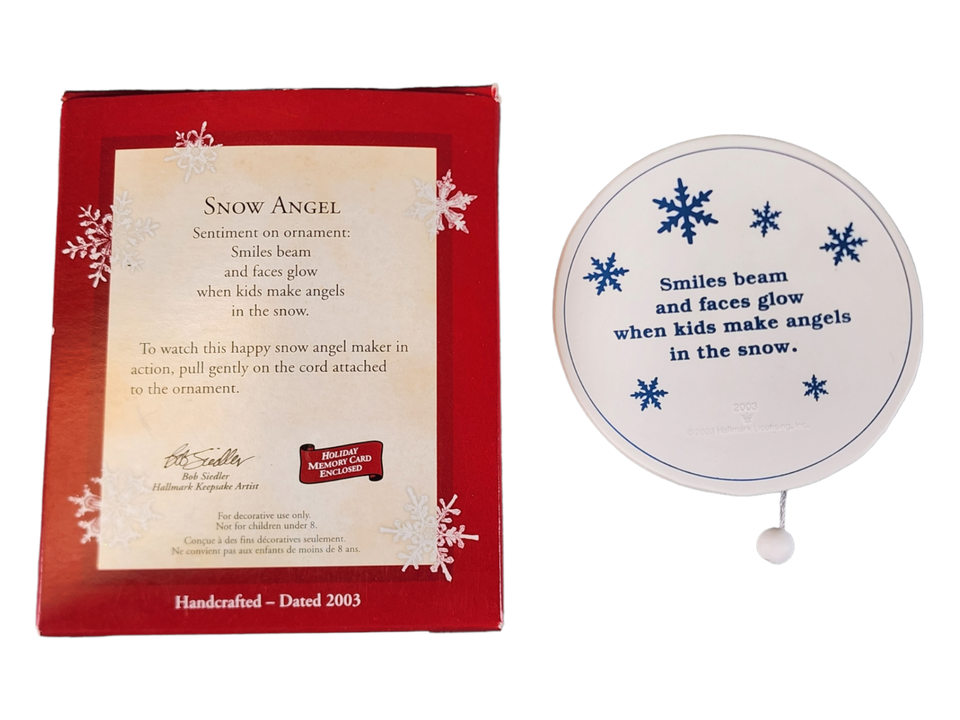 SNOW ANGEL
Sentiment on ornament:
Smiles beam
and faces glow
when kids make angels
in the snow.
To watch this happy snow angel maker in
action, pull gently on the cord attached
to the ornament.
Bob Siedler
Bob Siedler
Hallmark Keepsake Artist
HOLIDAY
MEMORY CARD
ENCLOSED
For decorative use only.
Not for children under 8.
Conçue à des fins décoratives seulement.
Ne convient pas aux enfants de moins de 8 ans.
Handcrafted – Dated 2003
Smiles beam
and faces glow
when kids make angels
in the snow.
2003